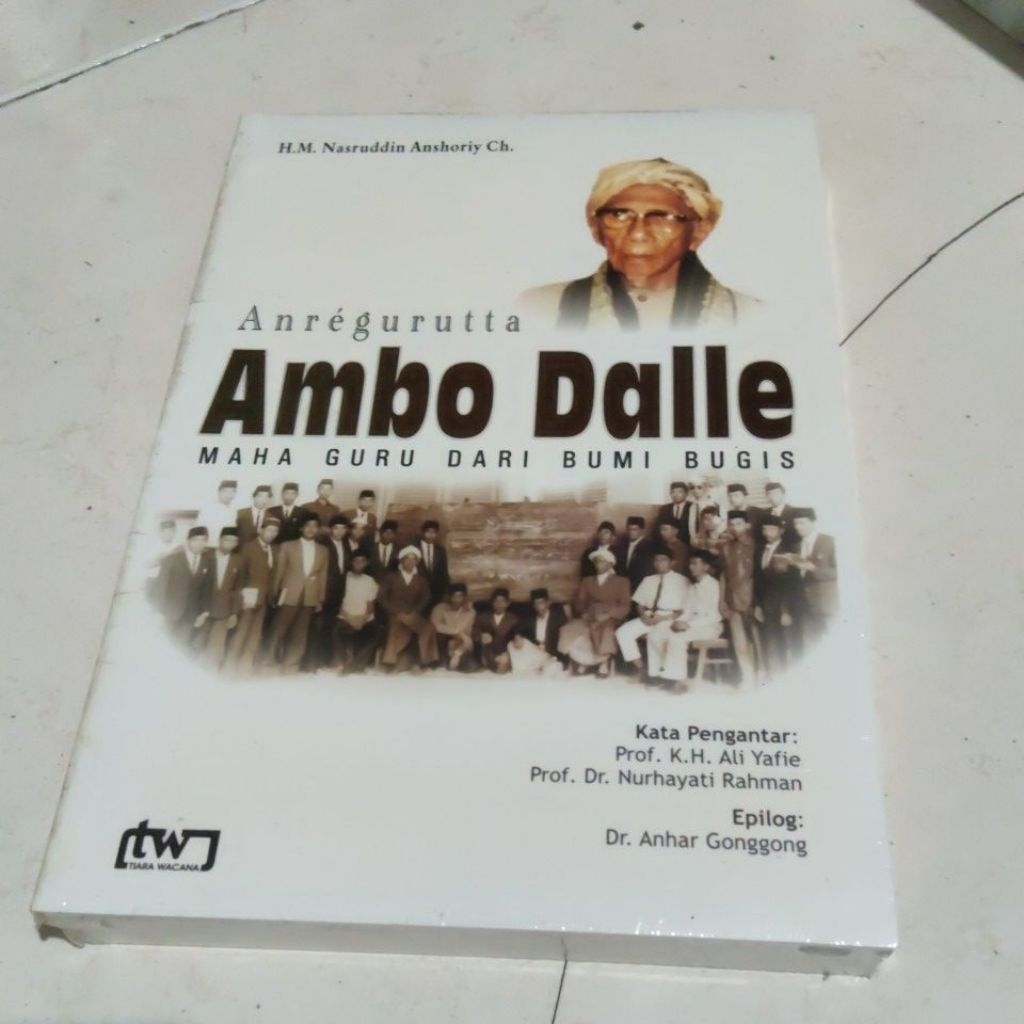 H.M. Nasruddin Anshoriy Ch.
Anrégurutta
Ambo Dalle
MAHA GURU DARI BUMI BUGIS
Kata Pengantar:
Prof. K.H. Ali Yafie
Prof. Dr. Nurhayati Rahman
Epilog:
Dr. Anhar Gonggong
tw
TIARA WACANA